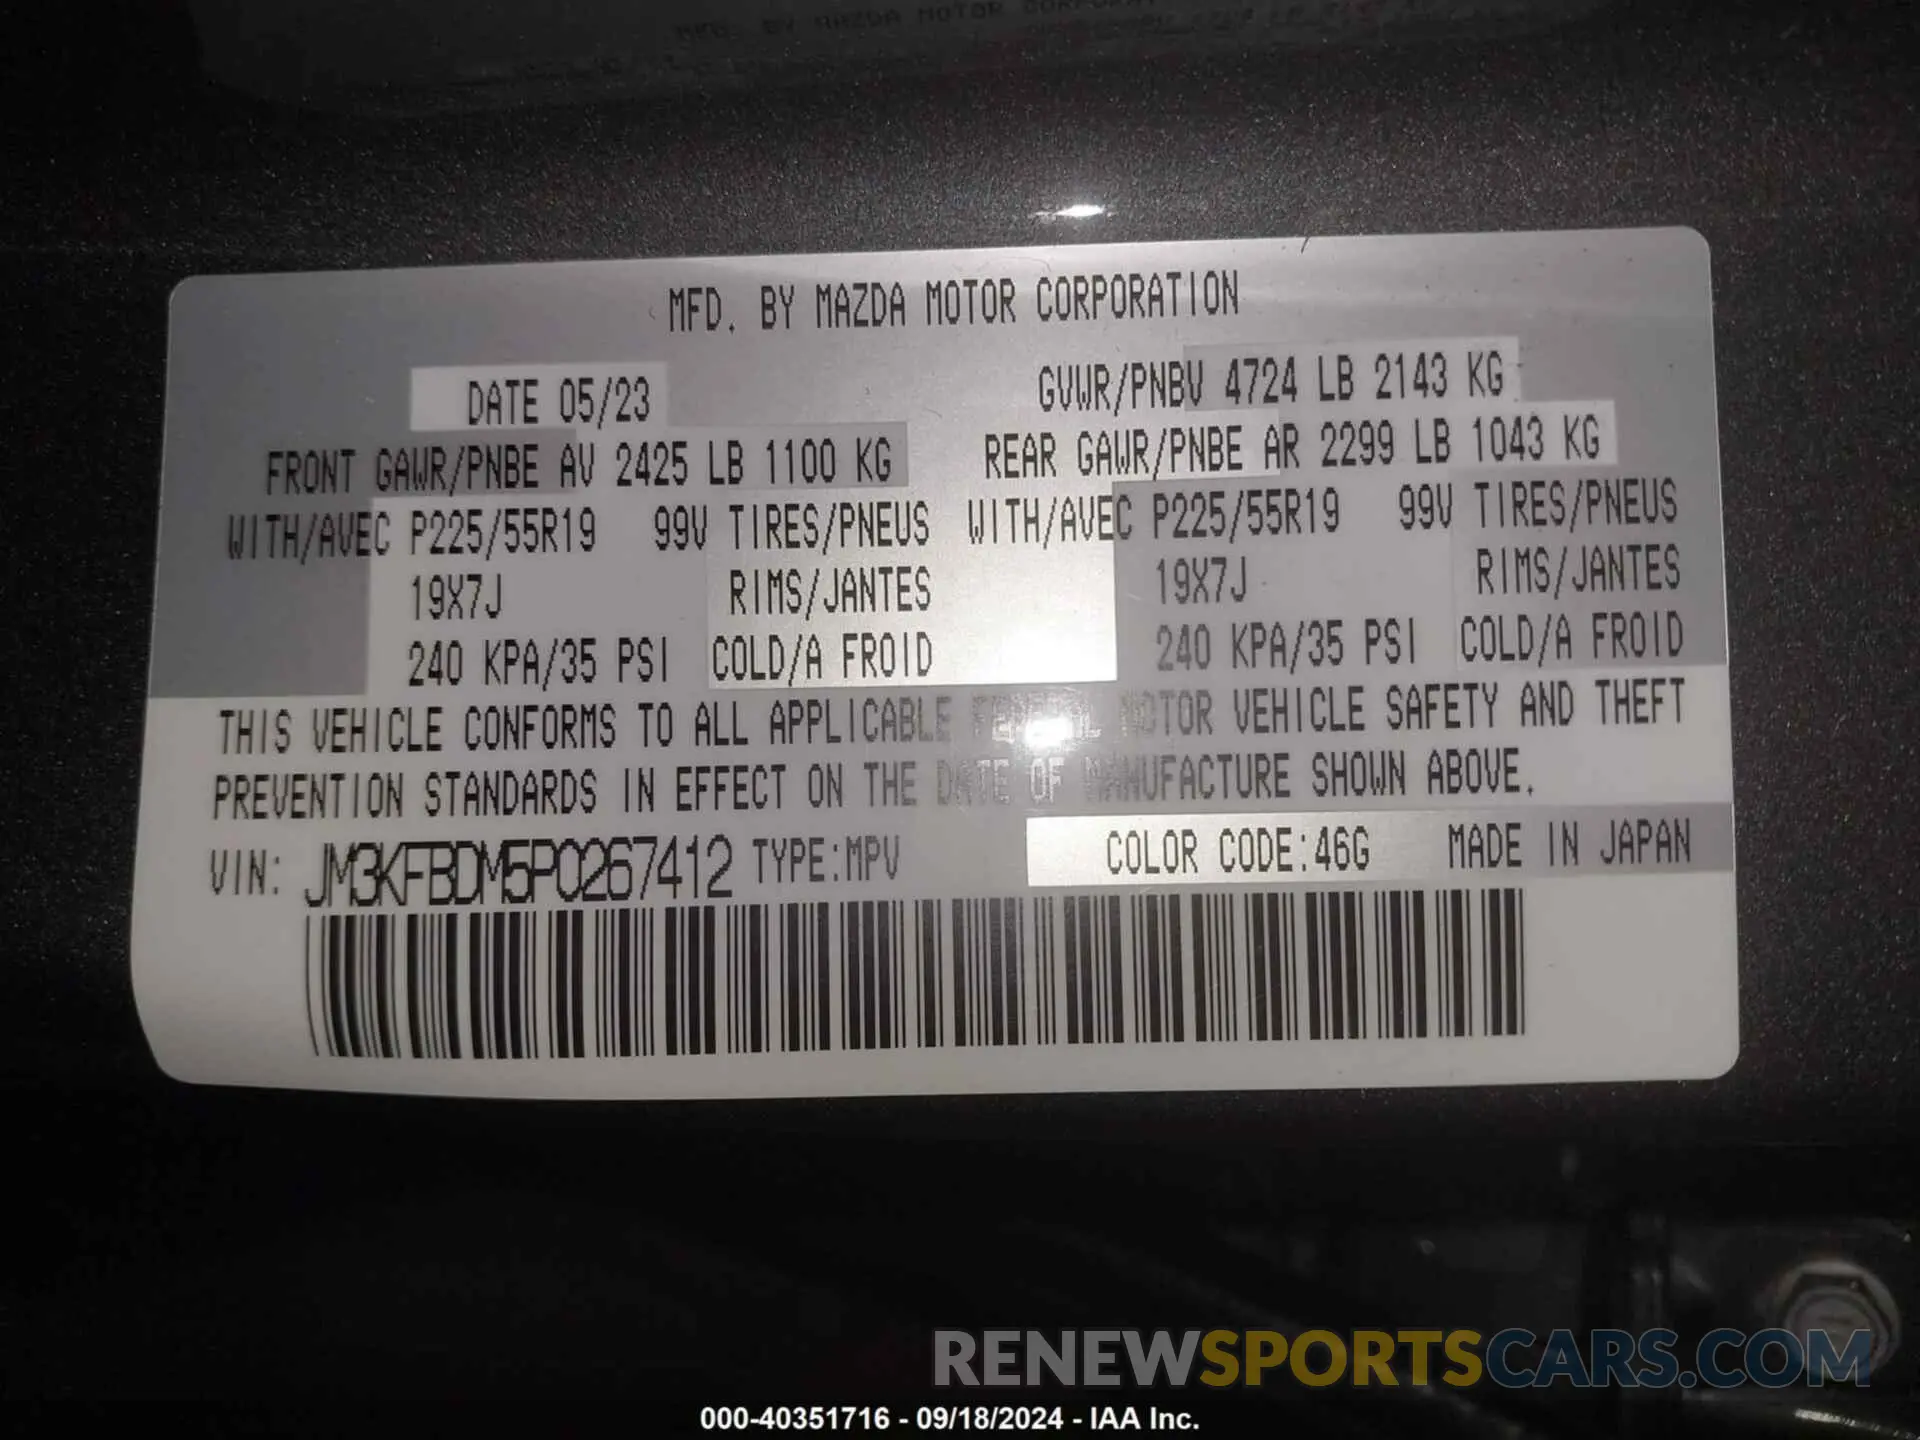 MFD. BY MAZDA MOTOR CORPORATION
DATE 05/23
GVWR/PNBV 4724 LB 2143 KG
FRONT GAWR/PNBE AV 2425 LB 1100 KG
REAR GAWR/PNBE AR 2299 LB 1043 KG
WITH/AVEC P225/55R19 99V TIRES/PNEUS
WITH/AVEC P225/55R19 99V TIRES/PNEUS
19X7J RIMS/JANTES
19X7J RIMS/JANTES
240 KPA/35 PSI COLD/A FROID
240 KPA/35 PSI COLD/A FROID
THIS VEHICLE CONFORMS TO ALL APPLICABLE FEDERAL MOTOR VEHICLE SAFETY AND THEFT
PREVENTION STANDARDS IN EFFECT ON THE DATE OF MANUFACTURE SHOWN ABOVE.
VIN: JM3KFBDM5P0267412 TYPE:MPV COLOR CODE:46G MADE IN JAPAN
RENEWSPORTSCARS.COM
000-40351716 - 09/18/2024 - IAA Inc.